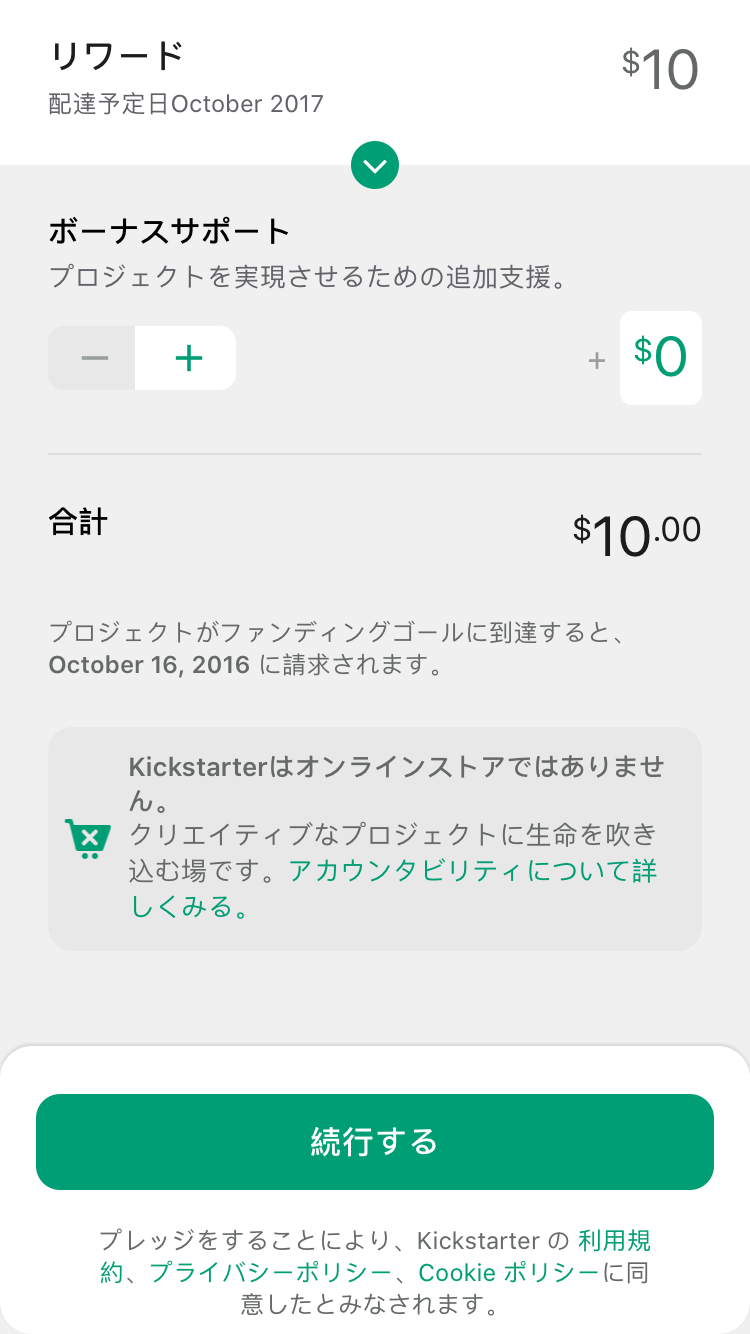 リワード
$10
配達予定日October 2017
ボーナスサポート
プロジェクトを実現させるための追加支援。
− + + $0
合計
$10.00
プロジェクトがファンディングゴールに到達すると、
October 16, 2016 に請求されます。
Kickstarterはオンラインストアではありませ
ん。
クリエイティブなプロジェクトに生命を吹き
込む場です。アカウンタビリティについて詳
しくみる。
続行する
プレッジをすることにより、Kickstarter の 利用規
約、プライバシーポリシー、Cookie ポリシーに同
意したとみなされます。